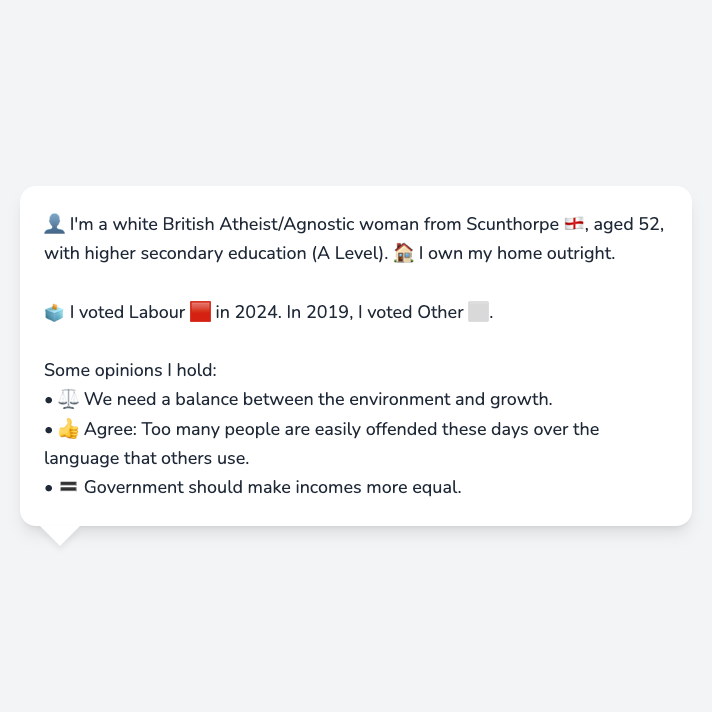 👤 I'm a white British Atheist/Agnostic woman from Scunthorpe 🏴󠁧󠁢󠁥󠁮󠁧󠁿, aged 52,
with higher secondary education (A Level). 🏠 I own my home outright.
🗳️ I voted Labour 🟥 in 2024. In 2019, I voted Other ⬜.
Some opinions I hold:
• ⚖️ We need a balance between the environment and growth.
• 👍 Agree: Too many people are easily offended these days over the
language that others use.
• 🟰 Government should make incomes more equal.